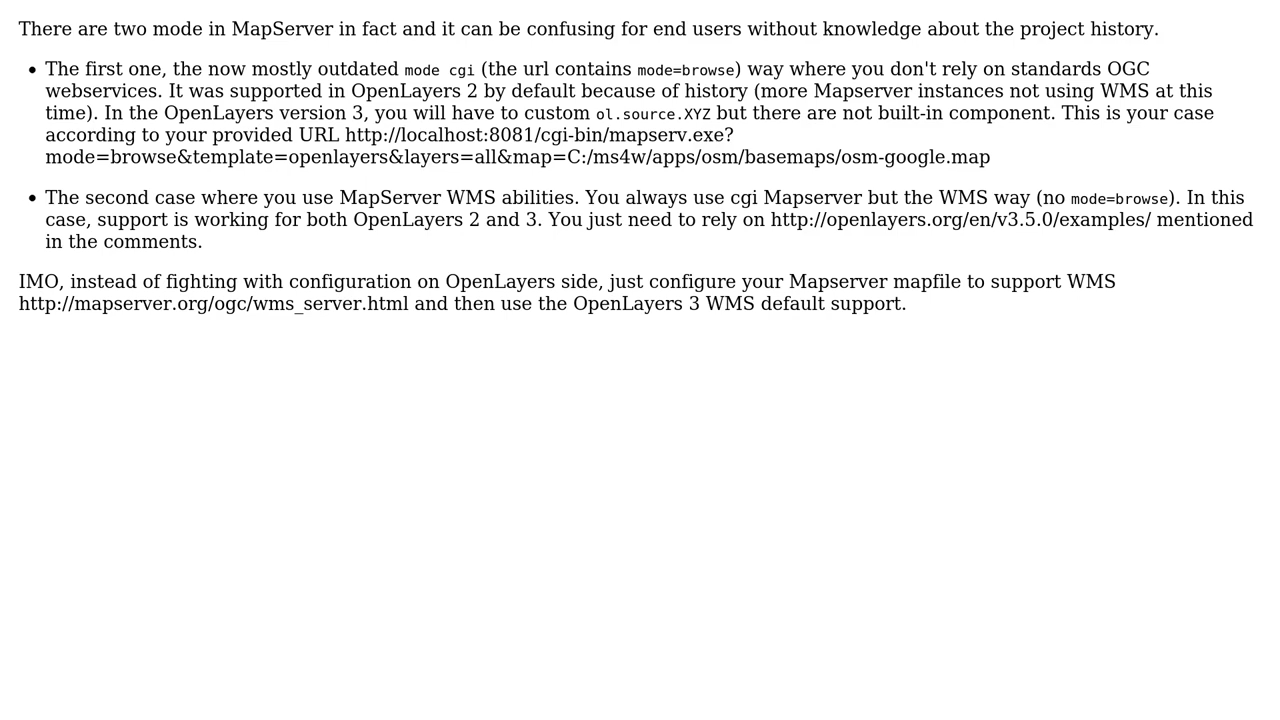 There are two mode in MapServer in fact and it can be confusing for end users without knowledge about the project history.
• The first one, the now mostly outdated mode cgi (the url contains mode=browse) way where you don't rely on standards OGC
webservices. It was supported in OpenLayers 2 by default because of history (more Mapserver instances not using WMS at this
time). In the OpenLayers version 3, you will have to custom ol.source.XYZ but there are not built-in component. This is your case
according to your provided URL http://localhost:8081/cgi-bin/mapserv.exe?
mode=browse&template=openlayers&layers=all&map=C:/ms4w/apps/osm/basemaps/osm-google.map
• The second case where you use MapServer WMS abilities. You always use cgi Mapserver but the WMS way (no mode=browse). In this
case, support is working for both OpenLayers 2 and 3. You just need to rely on http://openlayers.org/en/v3.5.0/examples/ mentioned
in the comments.
IMO, instead of fighting with configuration on OpenLayers side, just configure your Mapserver mapfile to support WMS
http://mapserver.org/ogc/wms_server.html and then use the OpenLayers 3 WMS default support.